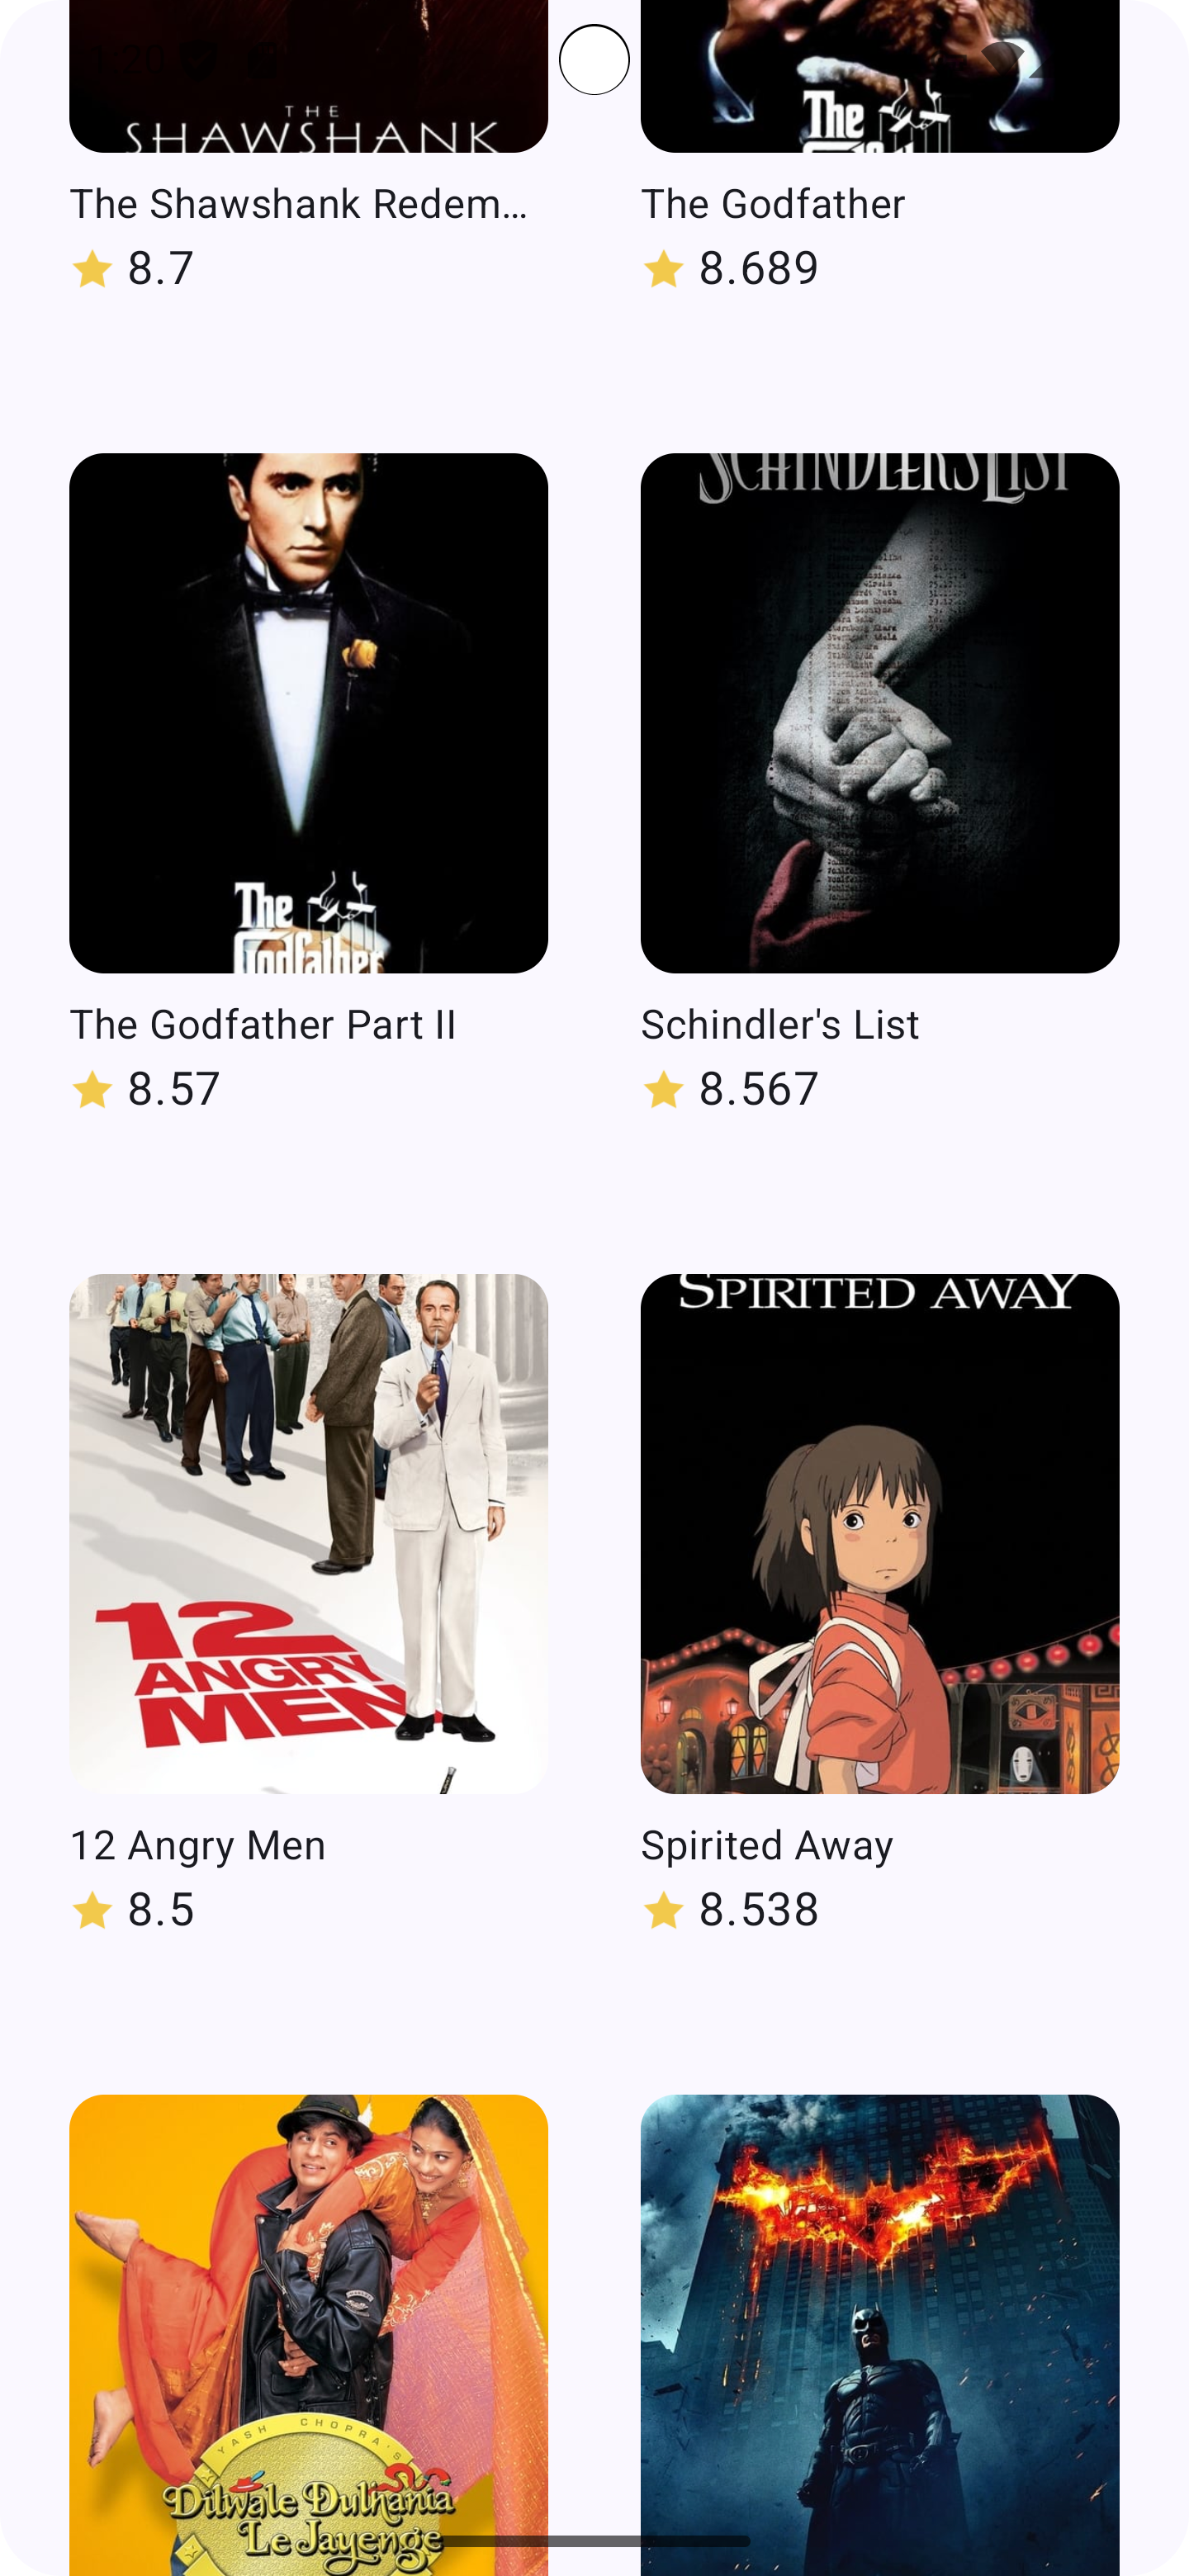 1:20
THE
SHAWSHANK
The
The Shawshank Redem...
The Godfather
8.7
8.689
The
Godfather
SCHINDLER'S LIST
The Godfather Part II
Schindler's List
8.57
8.567
12
ANGRY
MEN
SPIRITED AWAY
12 Angry Men
Spirited Away
8.5
8.538
YASH CHOPRA'S
Dilwale Dulhania
Le Jayenge